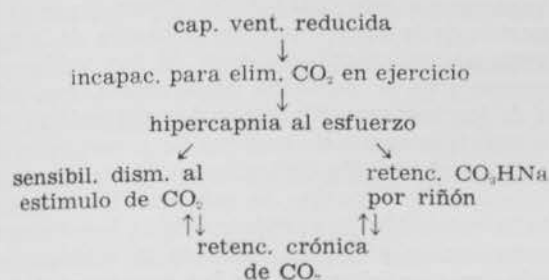 cap. vent. reducida
↓
incapac. para elim. CO₂ en ejercicio
↓
hipercapnia al esfuerzo
↙ ↘
sensibil. dism. al retenc. CO₃HNa
estímulo de CO₂ por riñón
↑↓ ↑↓
retenc. crónica
de CO₂